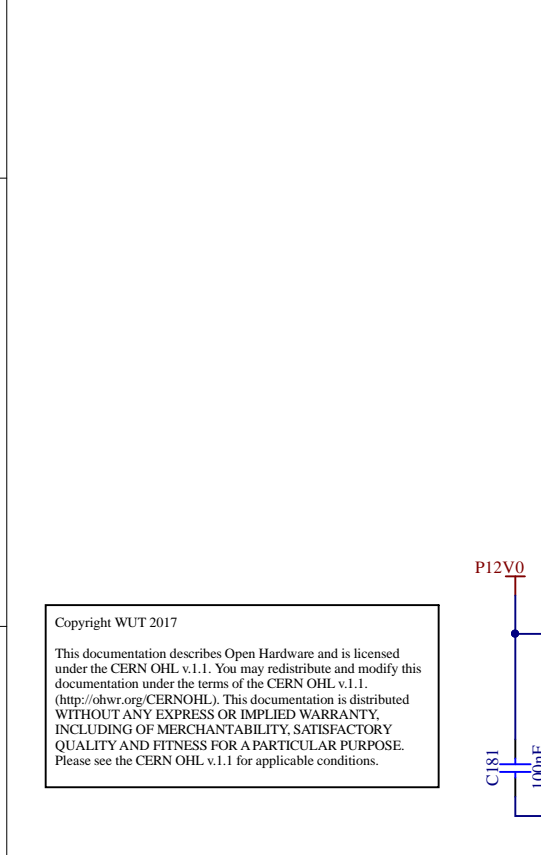 P12V0
Copyright WUT 2017
This documentation describes Open Hardware and is licensed
under the CERN OHL v.1.1. You may redistribute and modify this
documentation under the terms of the CERN OHL v.1.1.
(http://ohwr.org/CERNOHL). This documentation is distributed
WITHOUT ANY EXPRESS OR IMPLIED WARRANTY,
INCLUDING OF MERCHANTABILITY, SATISFACTORY
QUALITY AND FITNESS FOR A PARTICULAR PURPOSE.
Please see the CERN OHL v.1.1 for applicable conditions.
C181
100nF